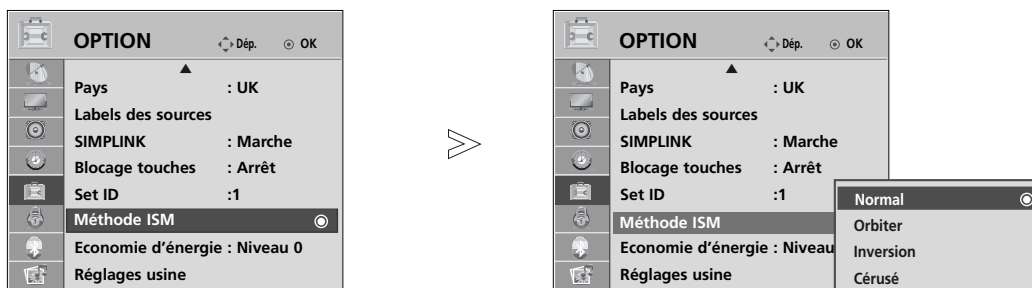 OPTION Dép. OK
Pays : UK
Labels des sources
SIMPLINK : Marche
Blocage touches : Arrêt
Set ID :1
Méthode ISM
Economie d'énergie : Niveau 0
Réglages usine
OPTION Dép. OK
Pays : UK
Labels des sources
SIMPLINK : Marche
Blocage touches : Arrêt
Set ID :1
Méthode ISM
Economie d'énergie : Niveau
Réglages usine
Normal
Orbiter
Inversion
Cérusé